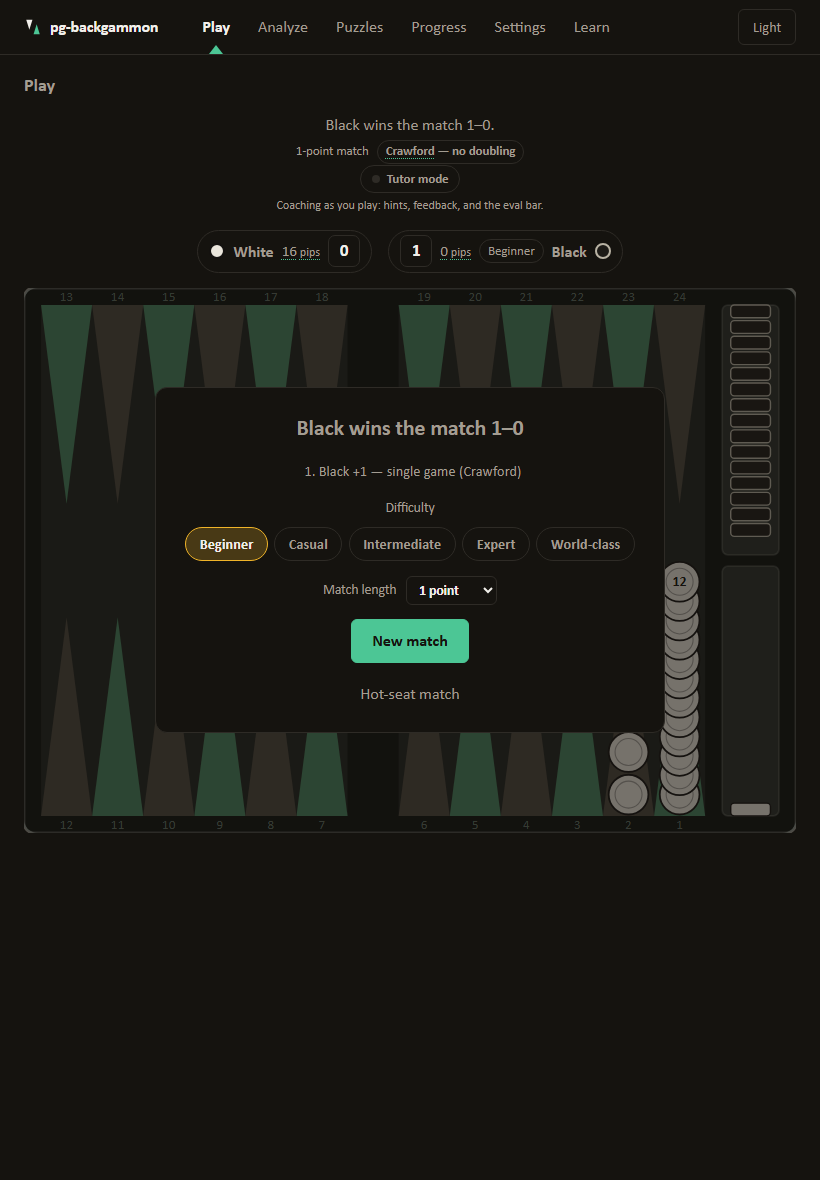 pg-backgammon Play Analyze Puzzles Progress Settings Learn Light
Play
Black wins the match 1–0.
1-point match Crawford — no doubling
Tutor mode
Coaching as you play: hints, feedback, and the eval bar.
White 16 pips 0 1 0 pips Beginner Black
13 14 15 16 17 18 19 20 21 22 23 24
Black wins the match 1–0
1. Black +1 — single game (Crawford)
Difficulty
Beginner Casual Intermediate Expert World-class
12
Match length 1 point
New match
Hot-seat match
12 11 10 9 8 7 6 5 4 3 2 1